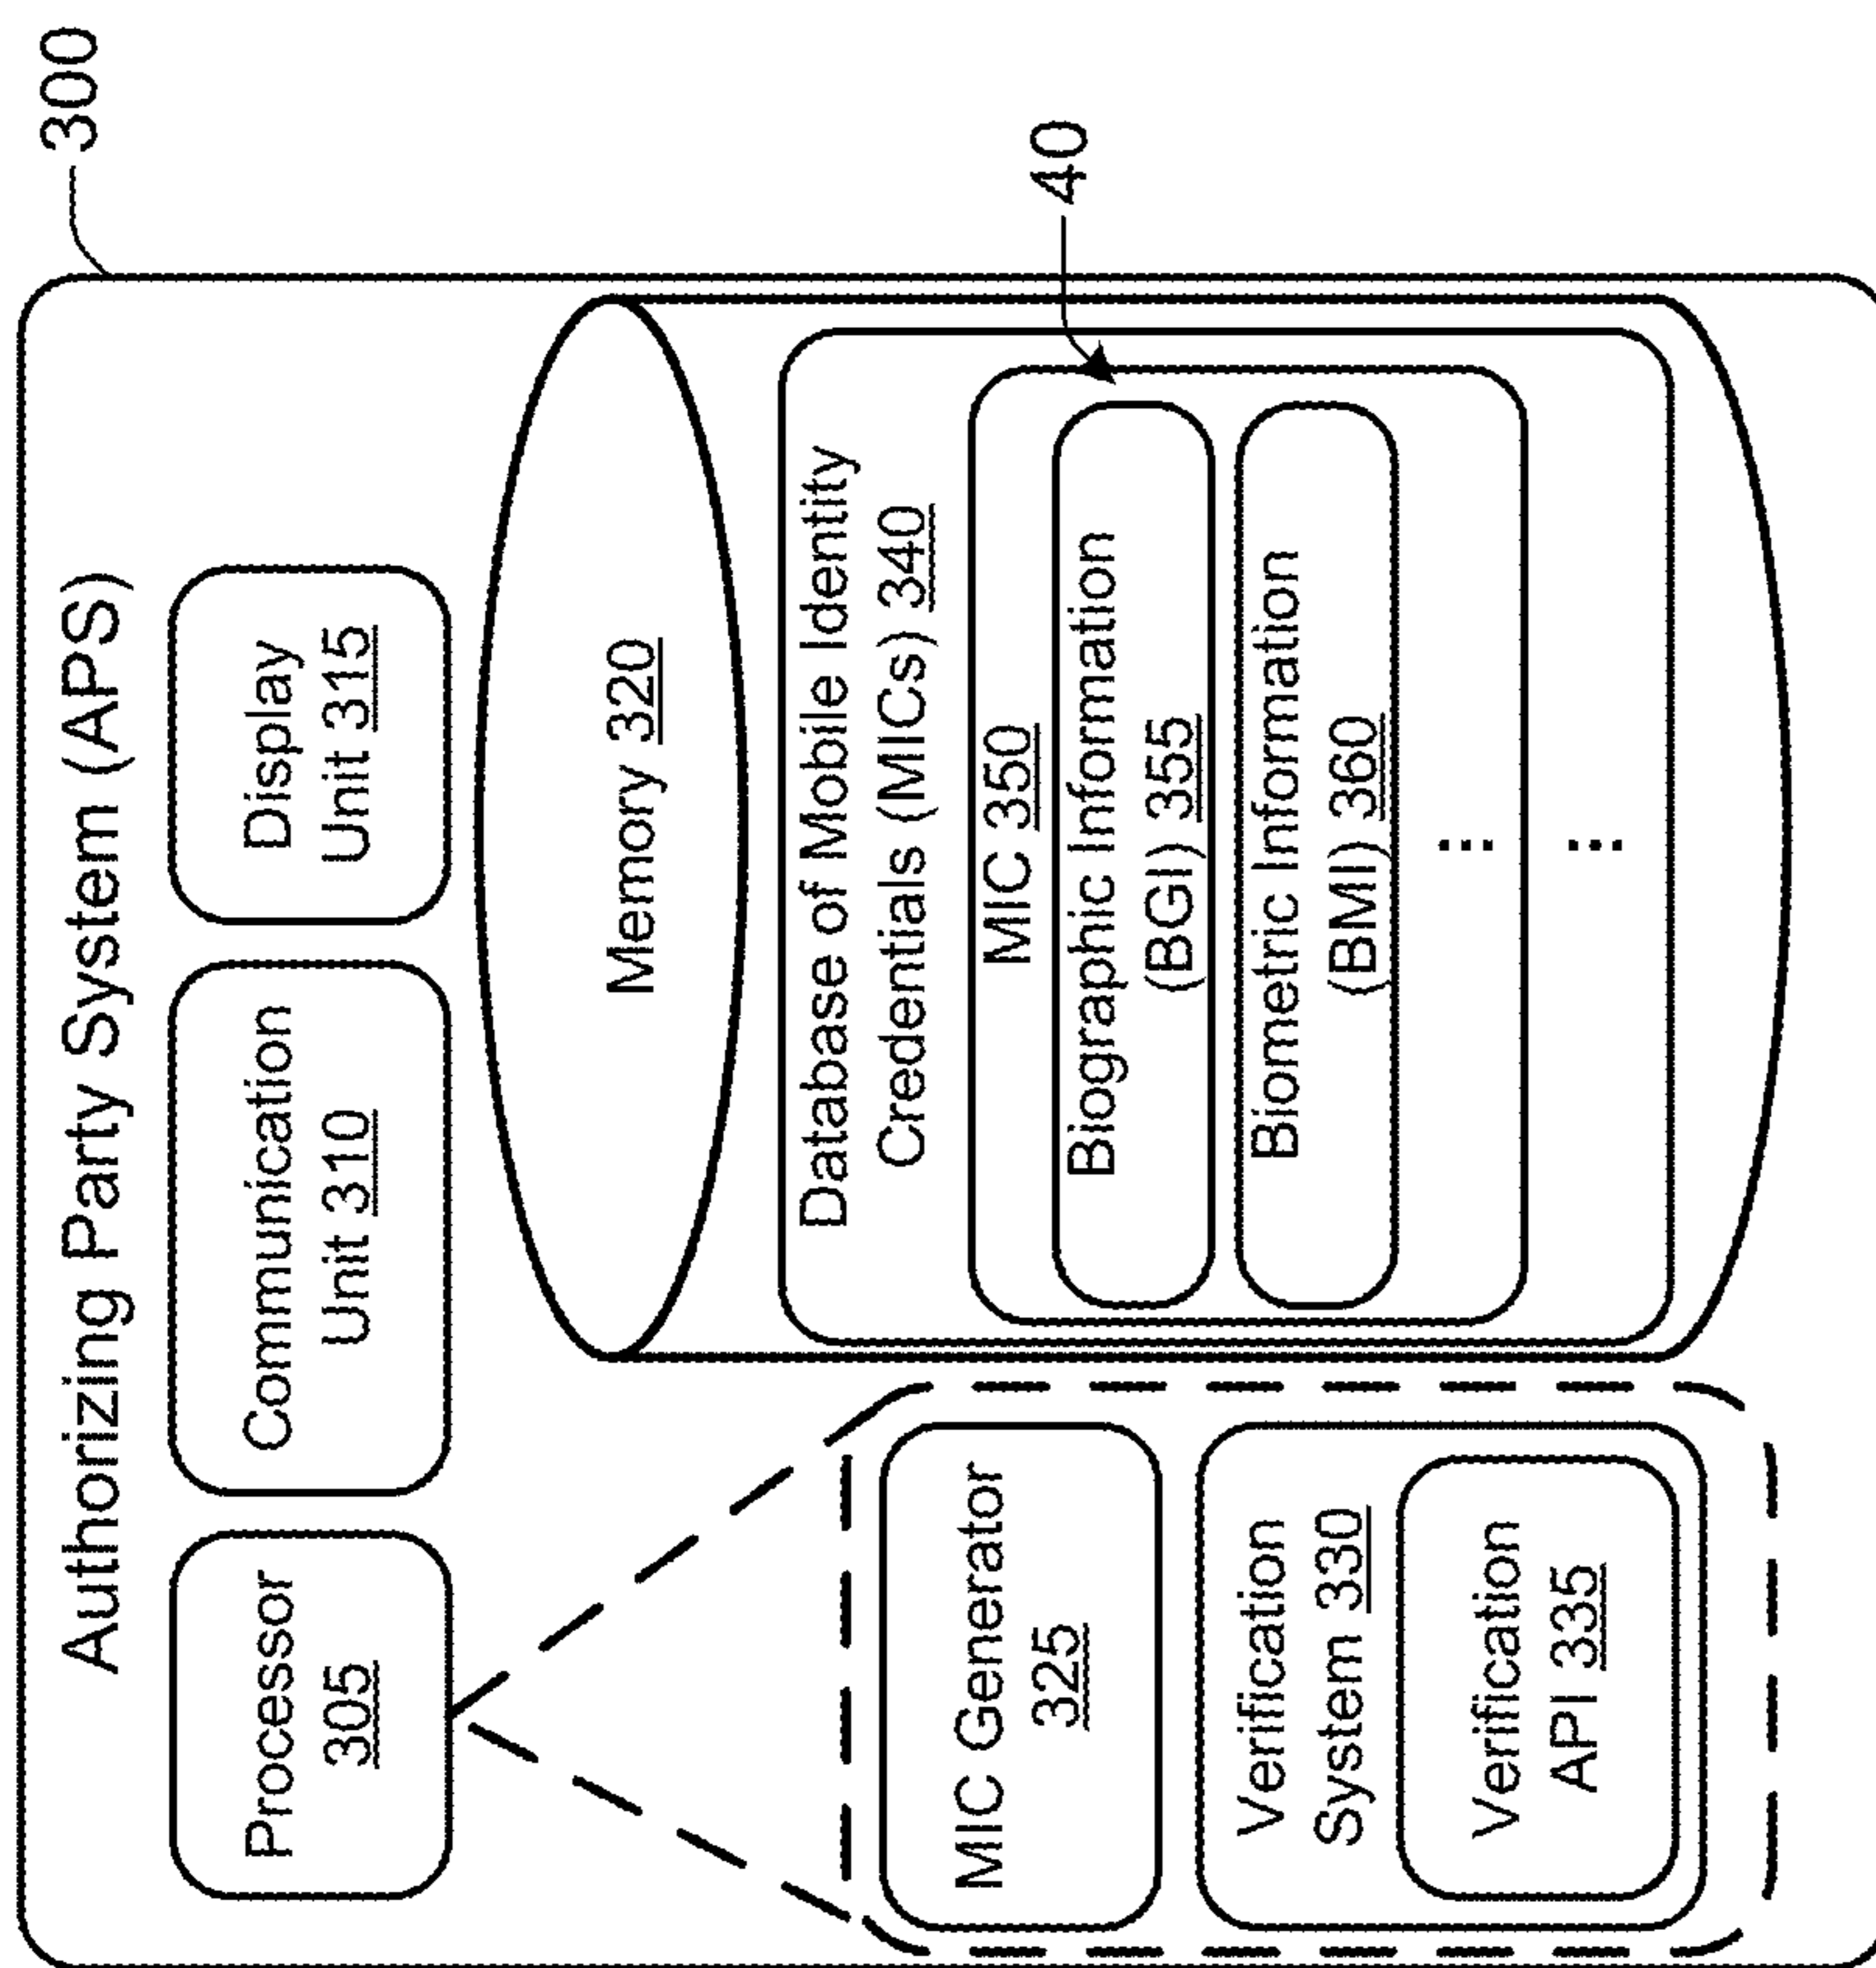 300
Authorizing Party System (APS)
Processor
305
Communication
Unit 310
Display
Unit 315
Memory 320
MIC Generator
325
Verification
System 330
Verification
API 335
Database of Mobile Identity
Credentials (MICs) 340
40
MIC 350
Biographic Information
(BGI) 355
Biometric Information
(BMI) 360
⋮
⋮